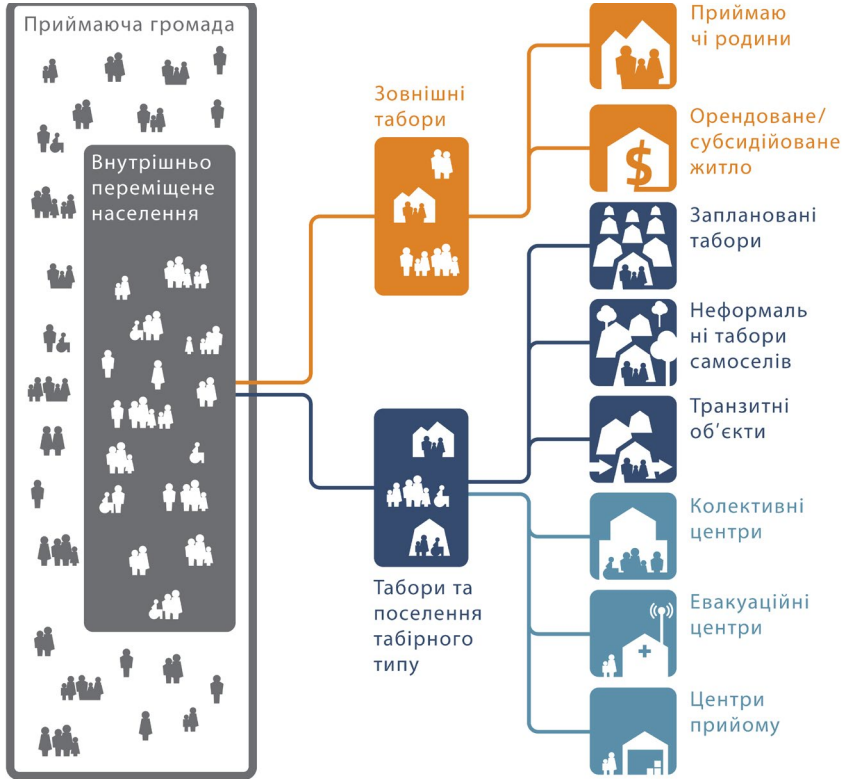 Приймаюча громада
Внутрішньо
переміщене
населення
Зовнішні
табори
Табори та
поселення
табірного
типу
Приймаю
чі родини
Орендоване/
субсидійоване
житло
$
Заплановані
табори
Неформаль
ні табори
самоселів
Транзитні
об’єкти
Колективні
центри
Евакуаційні
центри
Центри
прийому